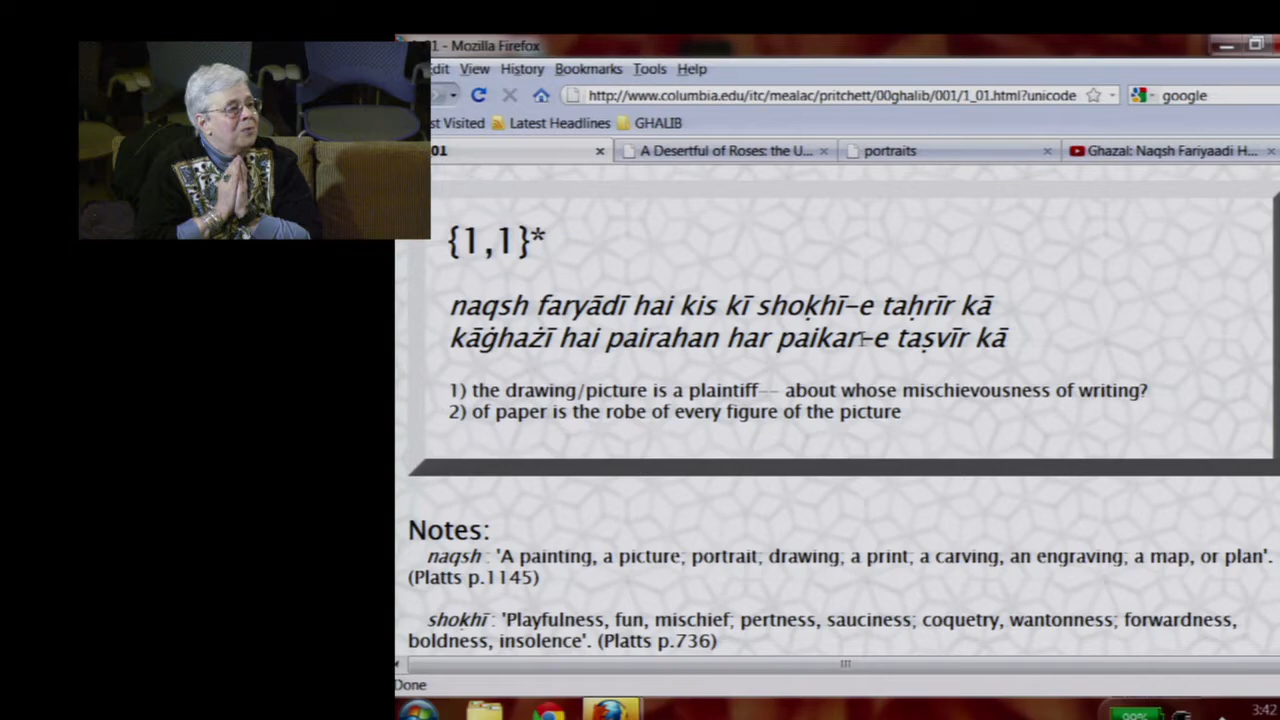 01 - Mozilla Firefox
Edit View History Bookmarks Tools Help
http://www.columbia.edu/itc/mealac/pritchett/00ghalib/001/1_01.html?unicode google
st Visited Latest Headlines GHALIB
01 A Desertful of Roses: the U... portraits Ghazal: Naqsh Fariyaadi H...
{1,1}*
naqsh faryādī hai kis kī shoḳhī-e taḥrīr kā
kāġhażī hai pairahan har paikar-e taṣvīr kā
1) the drawing/picture is a plaintiff-- about whose mischievousness of writing?
2) of paper is the robe of every figure of the picture
Notes:
naqsh : 'A painting, a picture, portrait, drawing; a print; a carving, an engraving; a map, or plan'.
(Platts p.1145)
shoḳhī : 'Playfulness, fun, mischief; pertness, sauciness; coquetry, wantonness; forwardness,
boldness, insolence'. (Platts p.736)
Done
99% 3:42